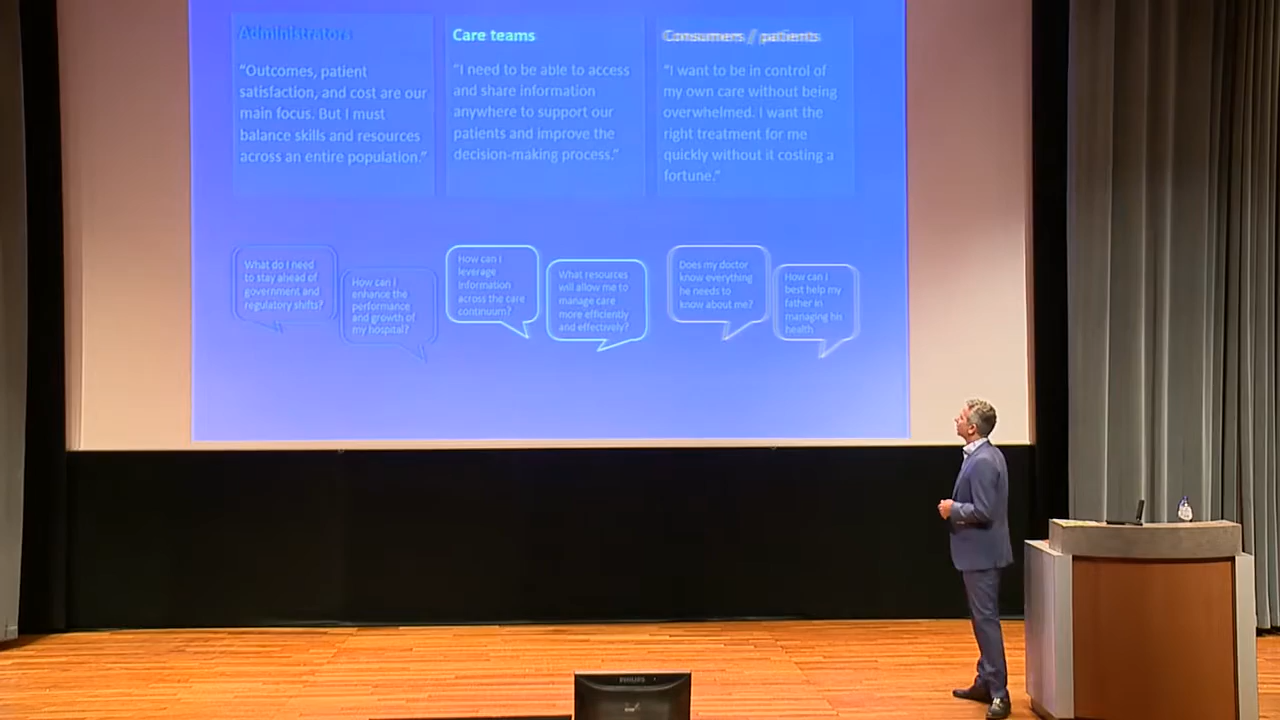 Administrators
“Outcomes, patient
satisfaction, and cost are our
main focus. But I must
balance skills and resources
across an entire population.”
Care teams
“I need to be able to access
and share information
anywhere to support our
patients and improve the
decision-making process.”
Consumers / patients
“I want to be in control of
my own care without being
overwhelmed. I want the
right treatment for me
quickly without it costing a
fortune.”
What do I need
to stay ahead of
government and
regulatory shifts?
How can I
enhance the
performance
and growth of
my hospital?
How can I
leverage
information
across the care
continuum?
What resources
will allow me to
manage care
more efficiently
and effectively?
Does my doctor
know everything
he needs to
know about me?
How can I
best help my
father in
managing his
health
PHILIPS